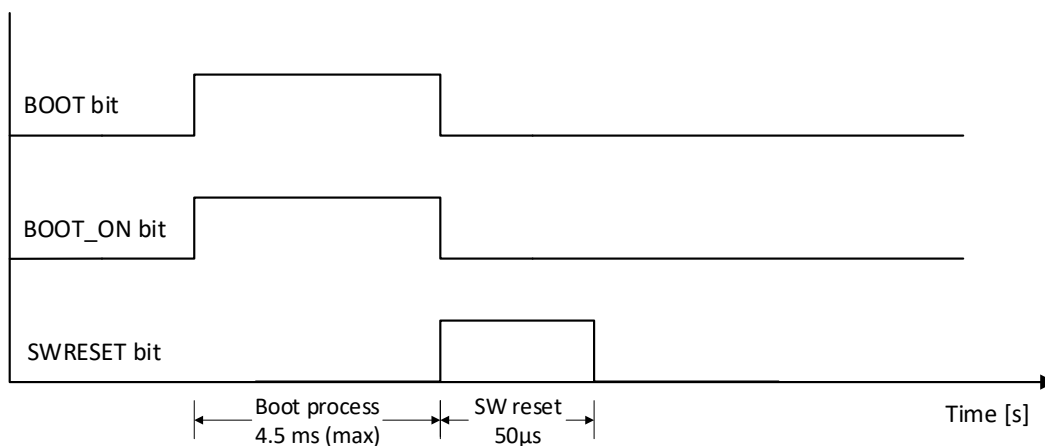 BOOT bit
BOOT_ON bit
SWRESET bit
Boot process
4.5 ms (max)
SW reset
50µs
Time [s]